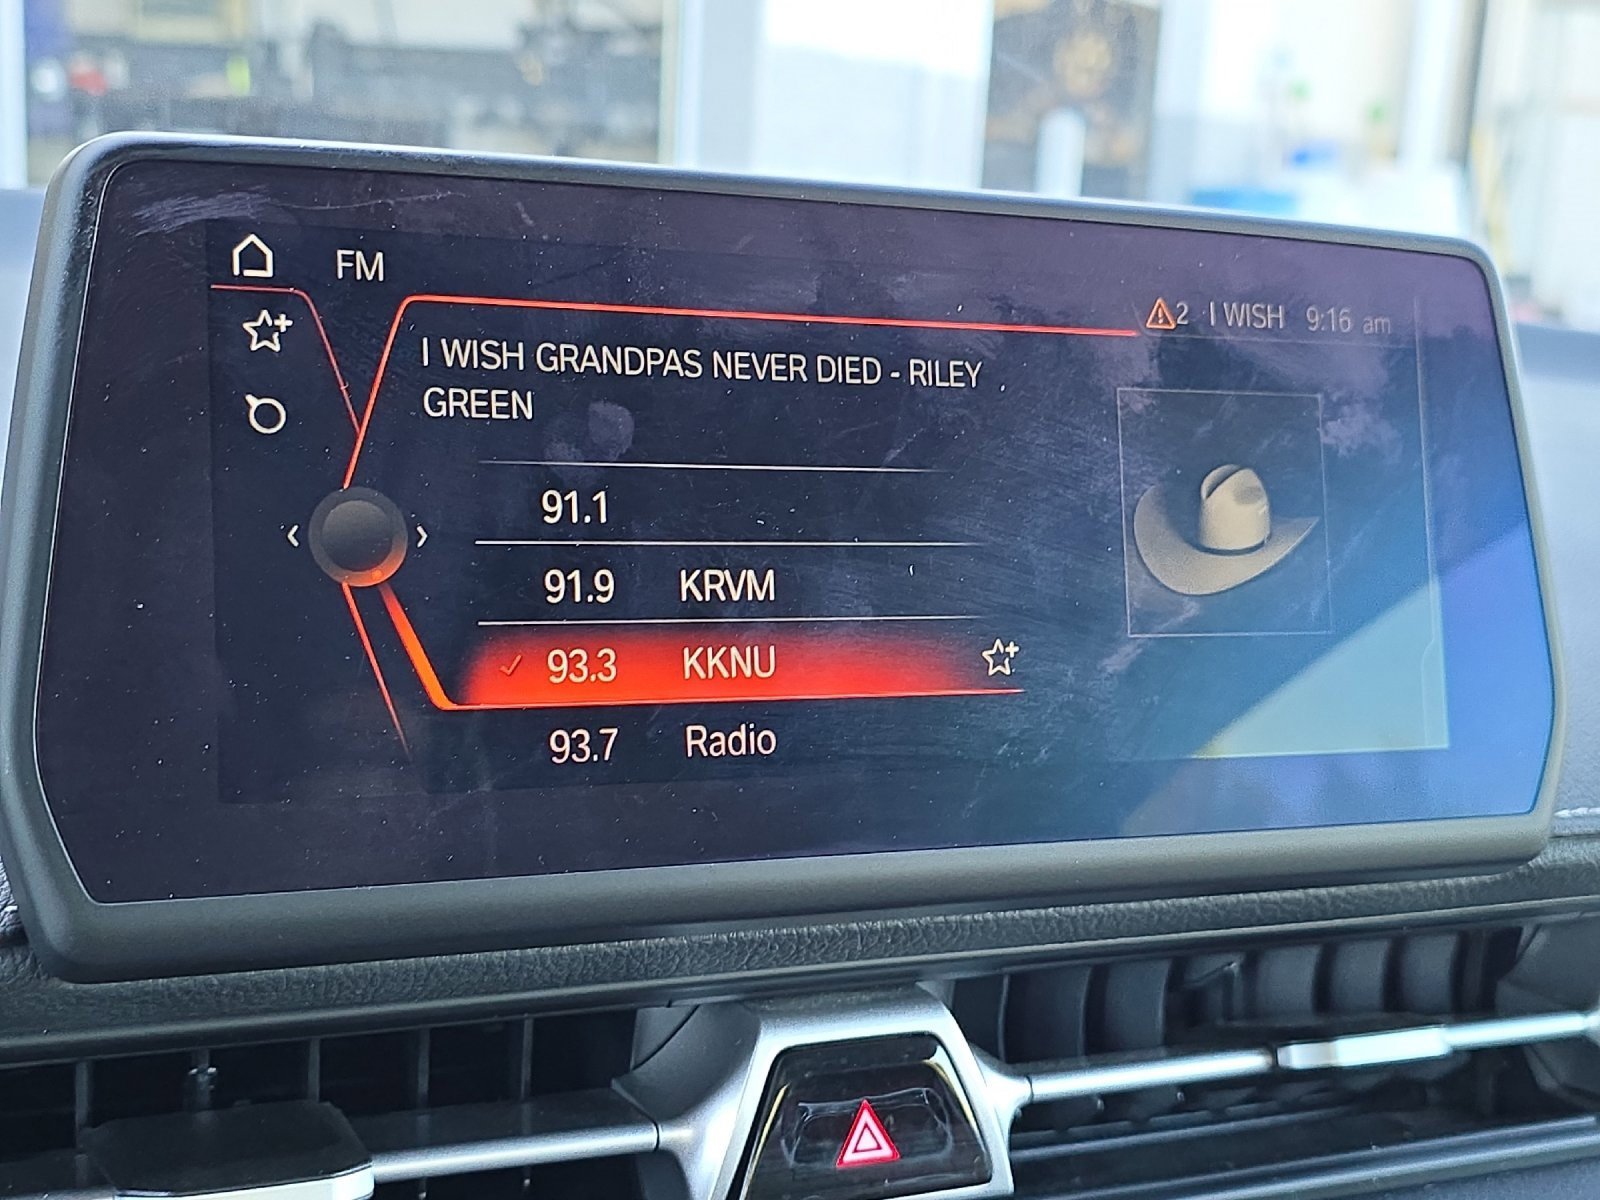 FM
2 I WISH 9:16 am
I WISH GRANDPAS NEVER DIED - RILEY
GREEN
91.1
91.9 KRVM
93.3 KKNU
93.7 Radio